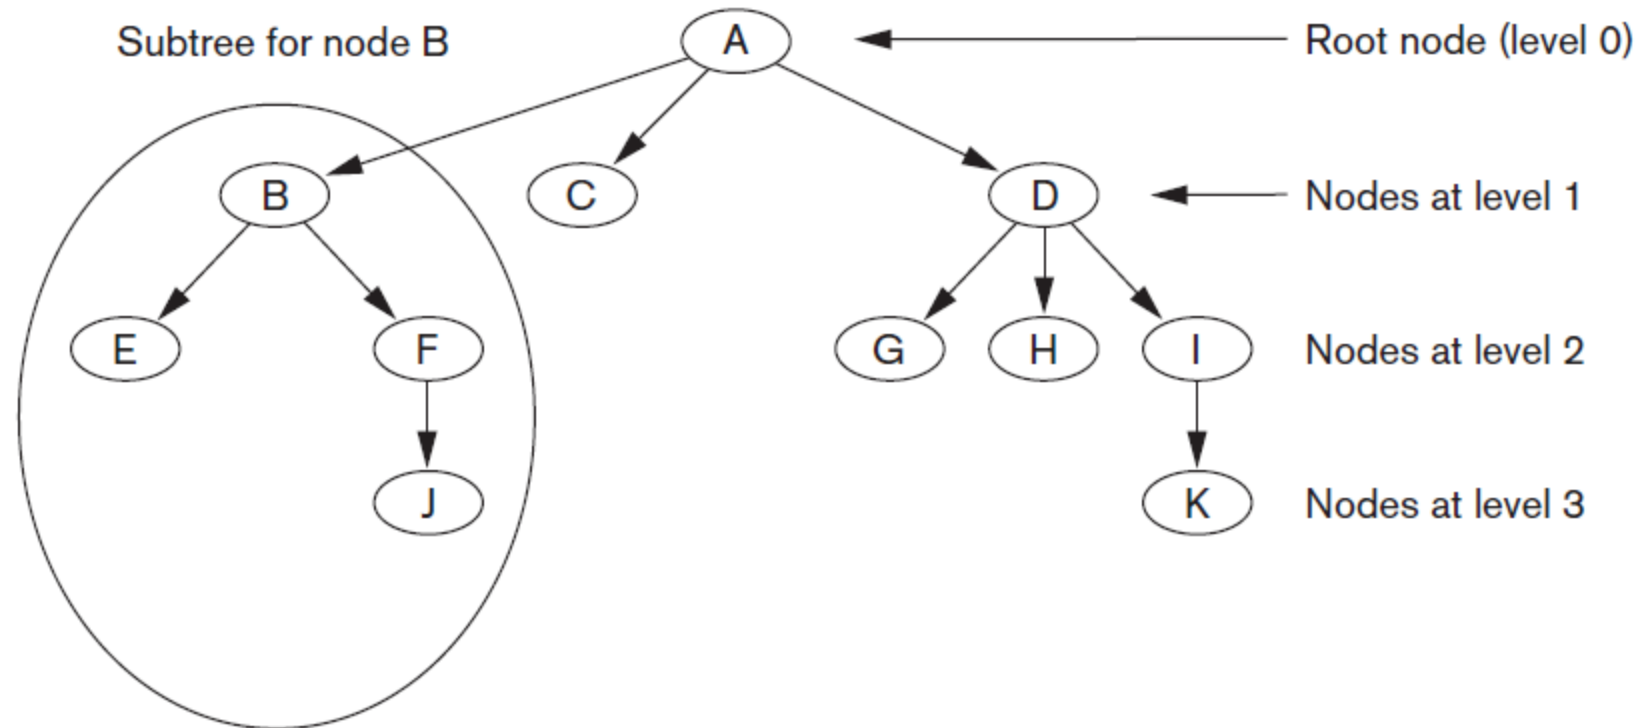 Subtree for node B
A
Root node (level 0)
B
C
D
Nodes at level 1
E
F
G
H
I
Nodes at level 2
J
K
Nodes at level 3